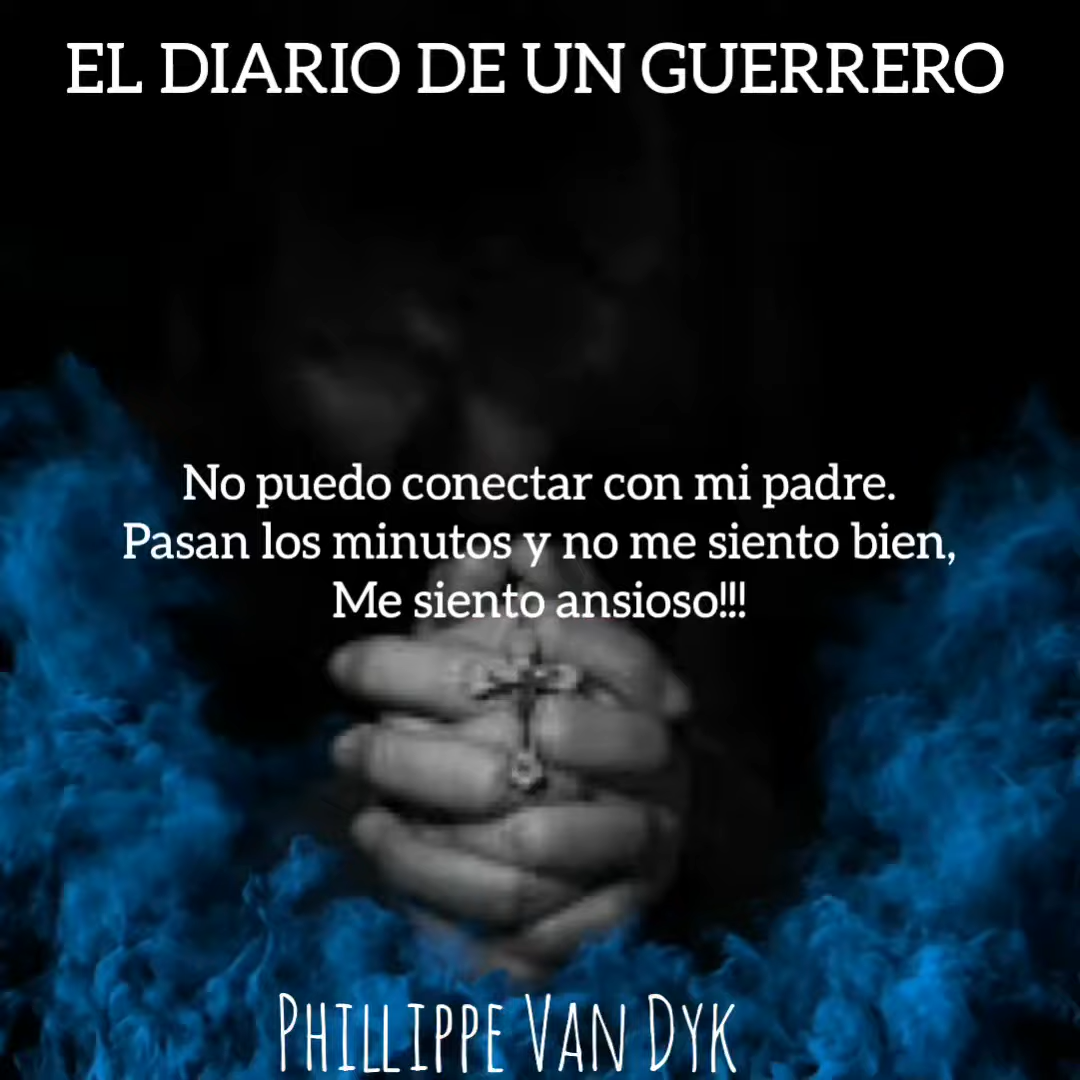 EL DIARIO DE UN GUERRERO
No puedo conectar con mi padre.
Pasan los minutos y no me siento bien,
Me siento ansioso!!!
PHILLIPPE VAN DYK